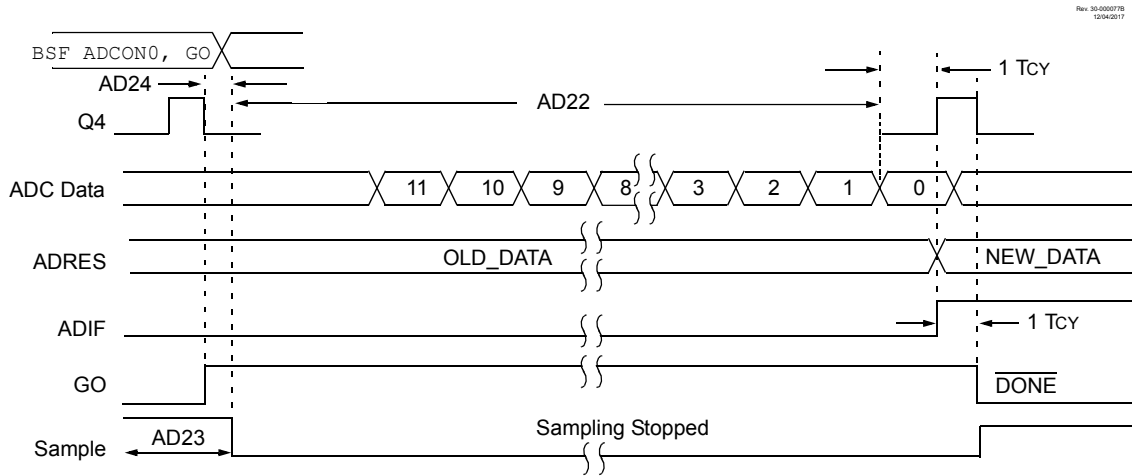 Rev. 30-000077B
12/04/2017
BSF ADCON0, GO
AD24
1 TCY
AD22
Q4
ADC Data
11 10 9 8 3 2 1 0
ADRES
OLD_DATA
NEW_DATA
ADIF
1 TCY
GO
DONE
Sample
AD23
Sampling Stopped